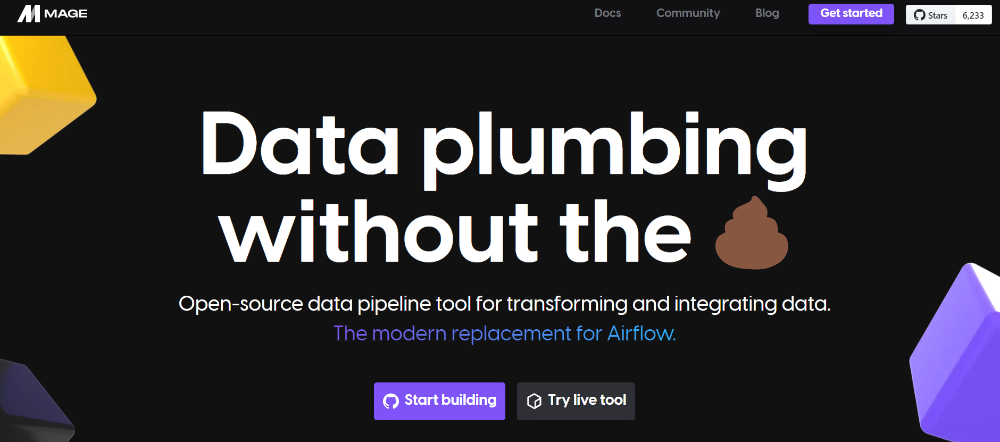 MAGE
Docs Community Blog Get started Stars 6,233
Data plumbing
without the
Open-source data pipeline tool for transforming and integrating data.
The modern replacement for Airflow.
Start building Try live tool